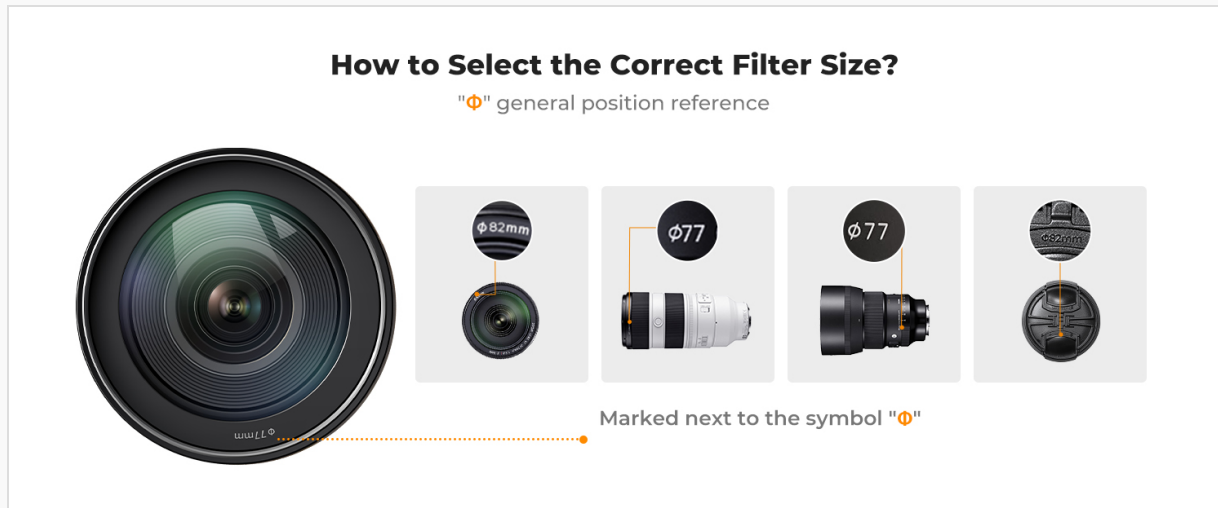 How to Select the Correct Filter Size?
"Φ" general position reference
Φ82mm
Φ77
Φ77
Φ82mm
Marked next to the symbol "Φ"
Φ77mm